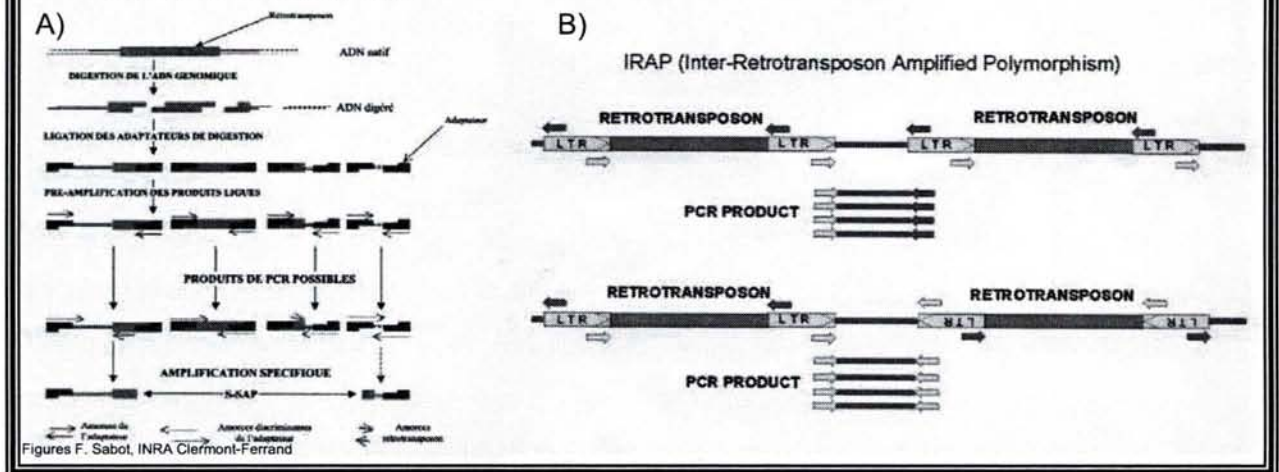 A)
Retrotransposon
ADN natif
DIGESTION DE L'ADN GENOMIQUE
ADN digéré
LIGATION DES ADAPTATEURS DE DIGESTION
Adaptateur
PRE-AMPLIFICATION DES PRODUITS LIGUES
PRODUITS DE PCR POSSIBLES
AMPLIFICATION SPECIFIQUE
S-SAP
Amorces de
l'adaptateur
Amorces discriminantes
de l'adaptateur
Amorces
rétrotransposon
Figures F. Sabot, INRA Clermont-Ferrand
B)
IRAP (Inter-Retrotransposon Amplified Polymorphism)
RETROTRANSPOSON RETROTRANSPOSON
LTR LTR LTR LTR
PCR PRODUCT
RETROTRANSPOSON RETROTRANSPOSON
LTR LTR LTR LTR
PCR PRODUCT